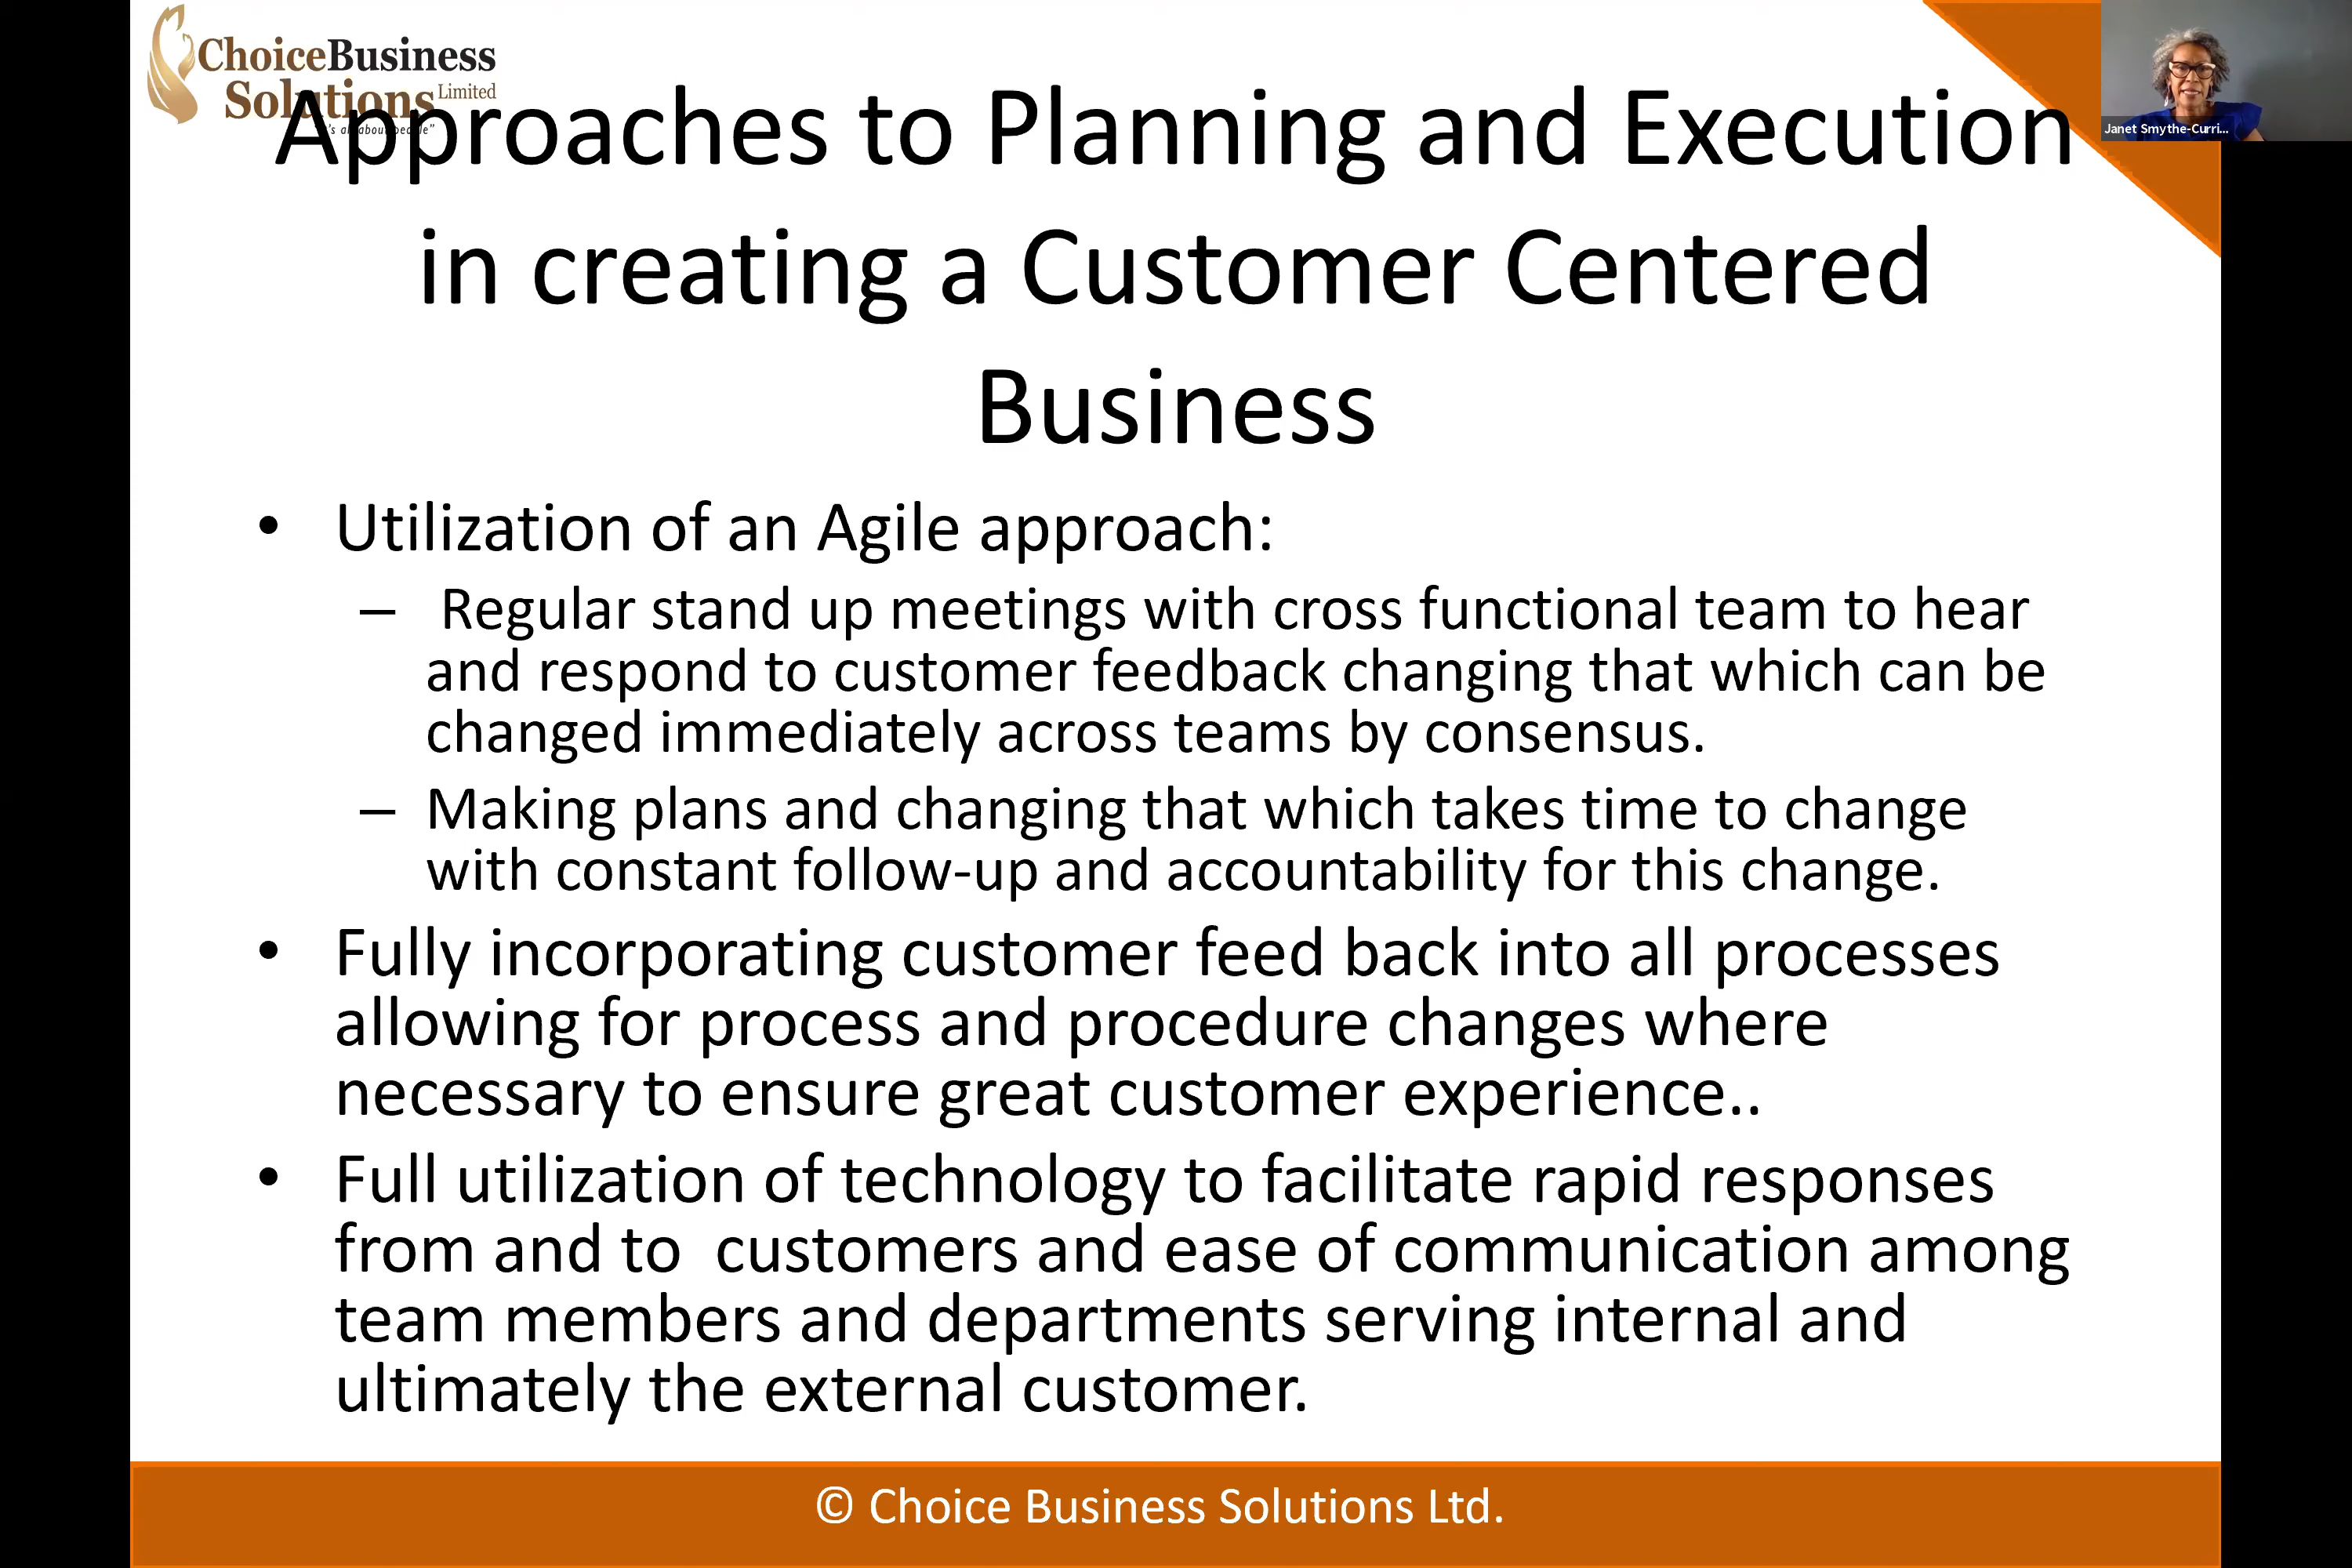 ChoiceBusiness
Solutions Limited
Approaches to Planning and Execution
in creating a Customer Centered
Business
Janet Smythe-Curri...
• Utilization of an Agile approach:
– Regular stand up meetings with cross functional team to hear
and respond to customer feedback changing that which can be
changed immediately across teams by consensus.
– Making plans and changing that which takes time to change
with constant follow-up and accountability for this change.
• Fully incorporating customer feed back into all processes
allowing for process and procedure changes where
necessary to ensure great customer experience..
• Full utilization of technology to facilitate rapid responses
from and to customers and ease of communication among
team members and departments serving internal and
ultimately the external customer.
© Choice Business Solutions Ltd.